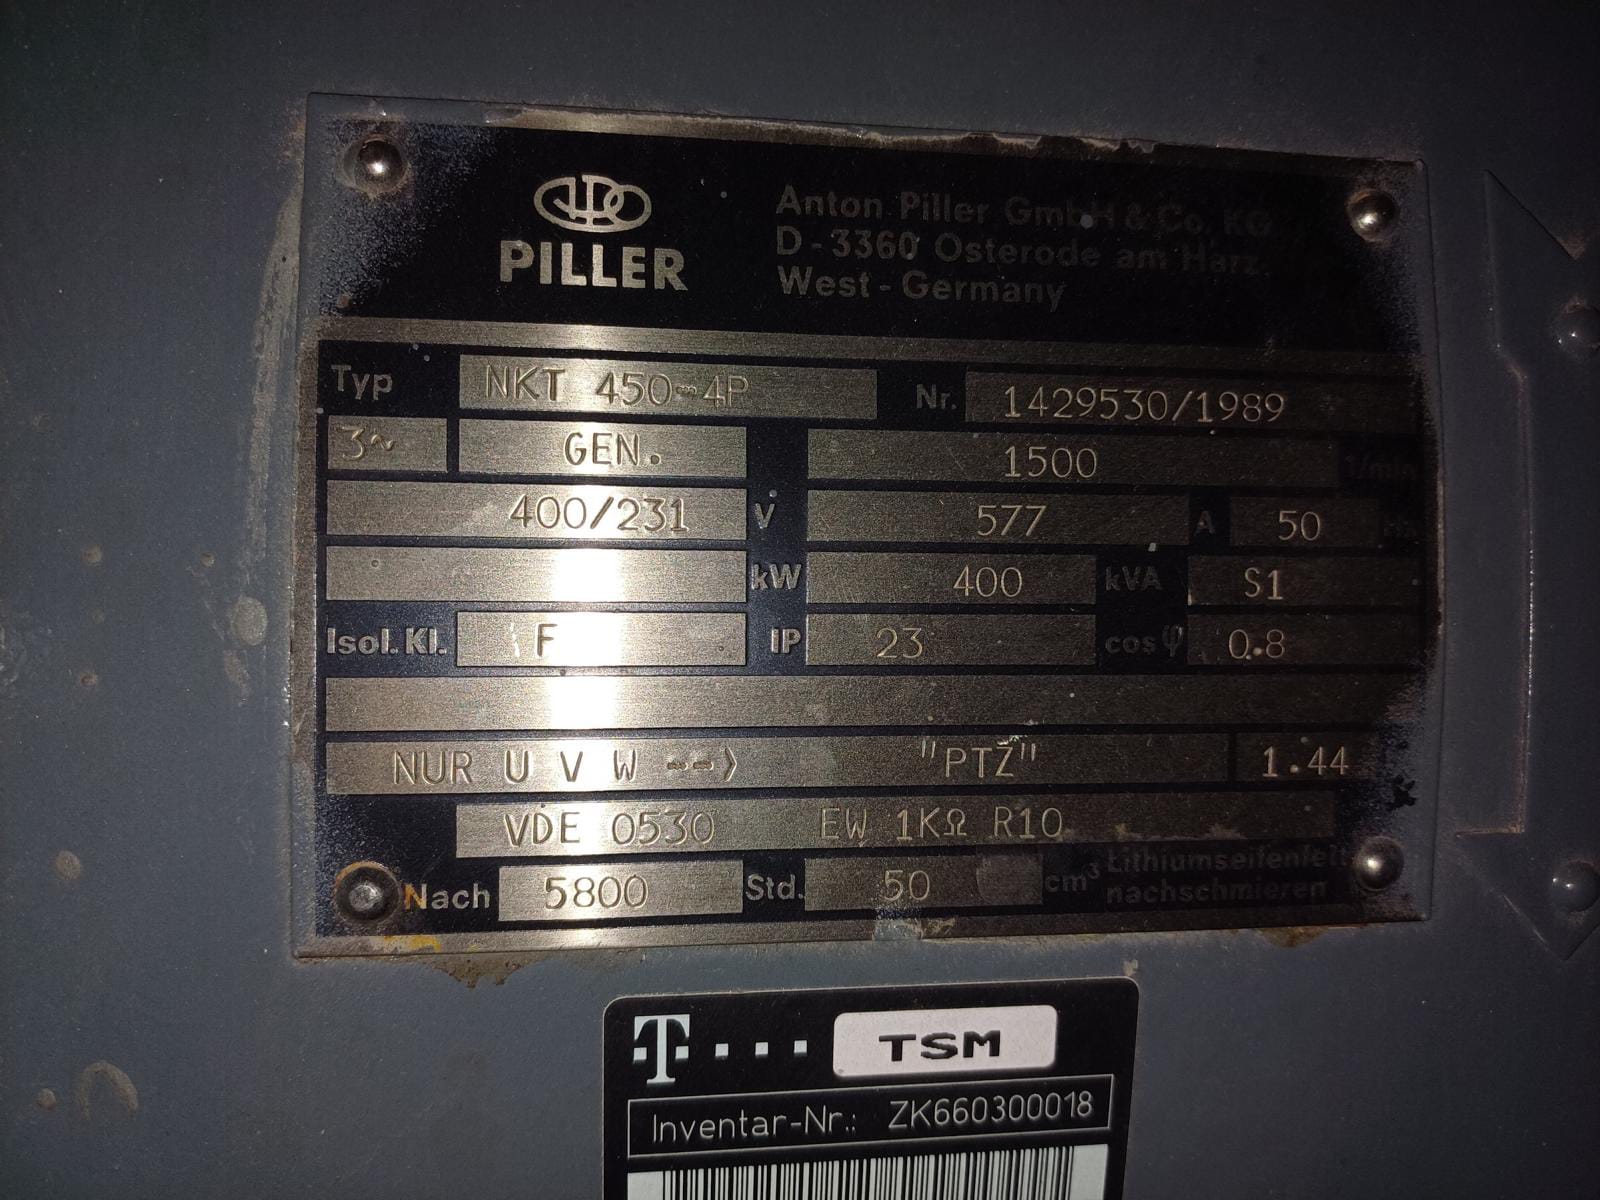 PILLER
Anton Piller GmbH & Co. KG
D-3360 Osterode am Harz
West-Germany
Typ NKT 450-4P Nr. 1429530/1989
3~ GEN. 1500 1/min
400/231 V 577 A 50 Hz
kW 400 kVA S1
Isol. Kl. F IP 23 cos φ 0.8
NUR U V W --> "PTZ" 1.44
VDE 0530 EW 1KΩ R10
Nach 5800 Std. 50 cm³ Lithiumseifenfett
nachschmieren
T TSM
Inventar-Nr.: ZK660300018